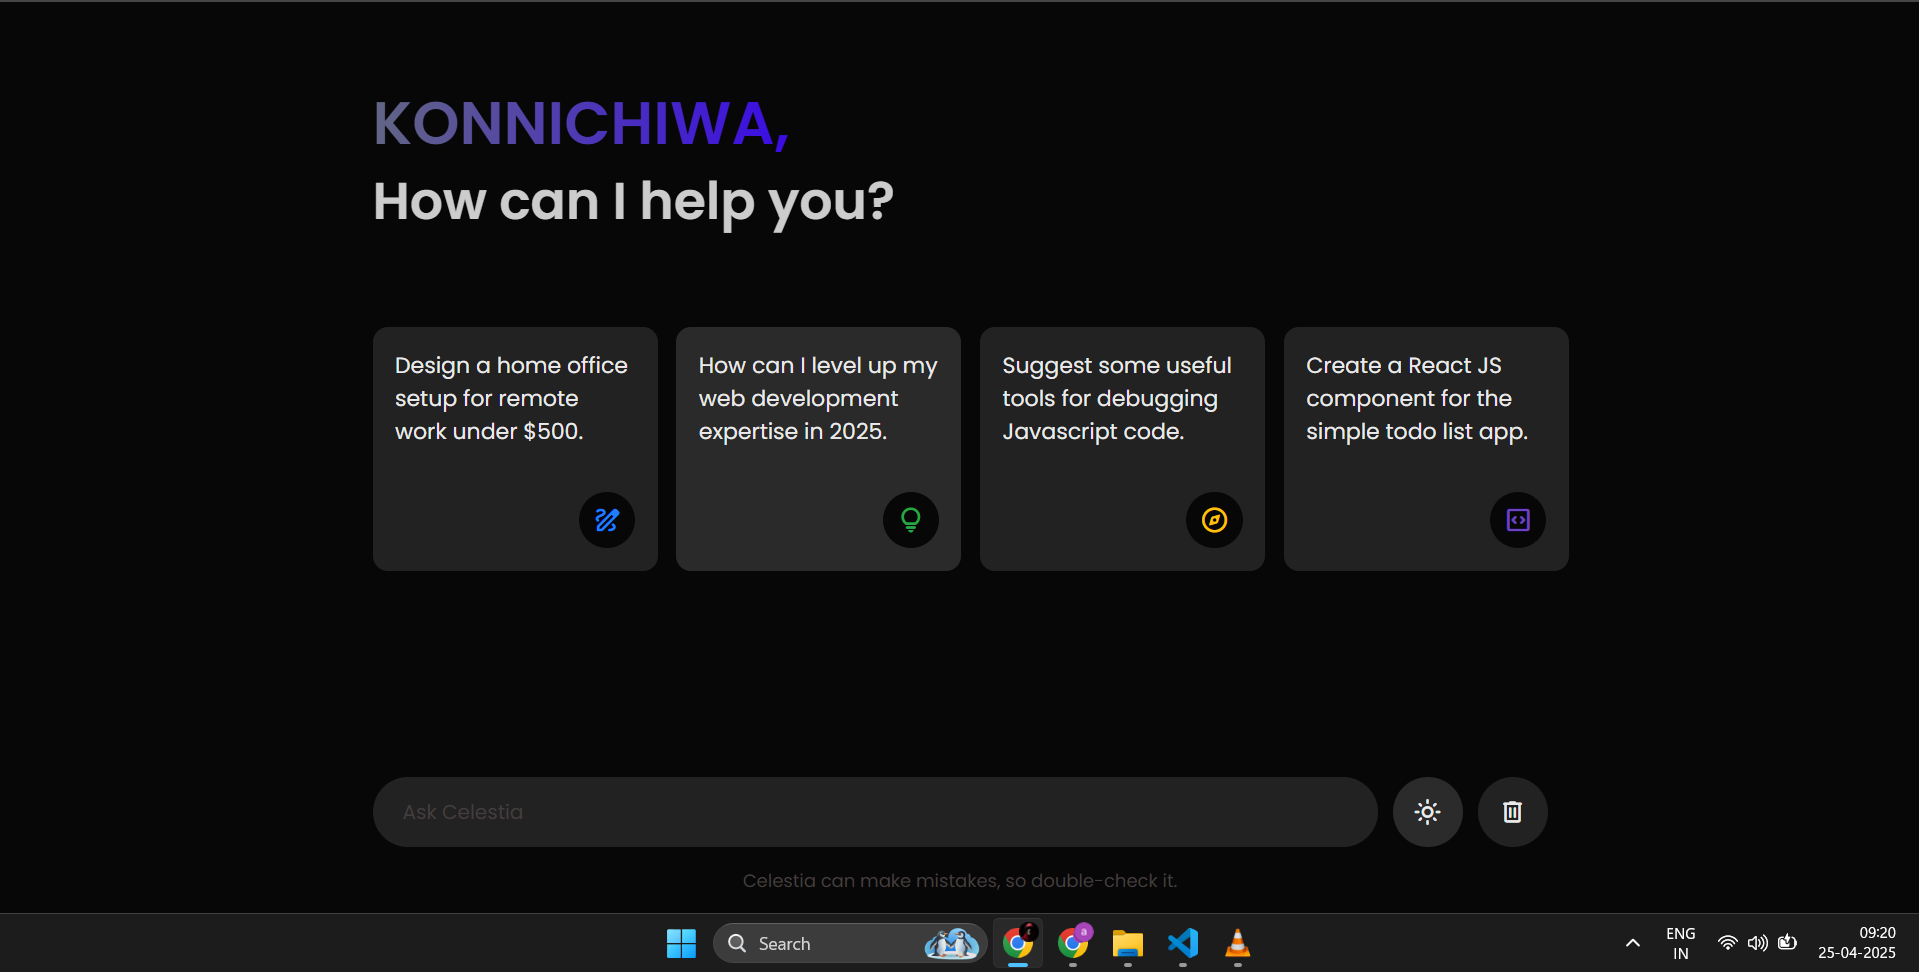 KONNICHIWA,
How can I help you?
Design a home office
setup for remote
work under $500.
How can I level up my
web development
expertise in 2025.
Suggest some useful
tools for debugging
Javascript code.
Create a React JS
component for the
simple todo list app.
Ask Celestia
Celestia can make mistakes, so double-check it.
Search
a
ENG
IN
09:20
25-04-2025